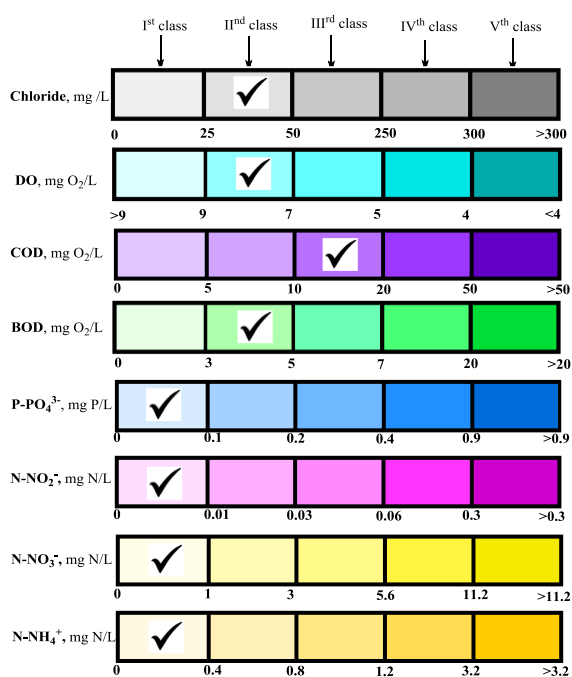 Iˢᵗ class IIⁿᵈ class IIIʳᵈ class IVᵗʰ class Vᵗʰ class
Chloride, mg /L
0 25 50 250 300 >300
DO, mg O₂/L
>9 9 7 5 4 <4
COD, mg O₂/L
0 5 10 20 50 >50
BOD, mg O₂/L
0 3 5 7 20 >20
P-PO₄³⁻, mg P/L
0 0.1 0.2 0.4 0.9 >0.9
N-NO₂⁻, mg N/L
0 0.01 0.03 0.06 0.3 >0.3
N-NO₃⁻, mg N/L
0 1 3 5.6 11.2 >11.2
N-NH₄⁺, mg N/L
0 0.4 0.8 1.2 3.2 >3.2